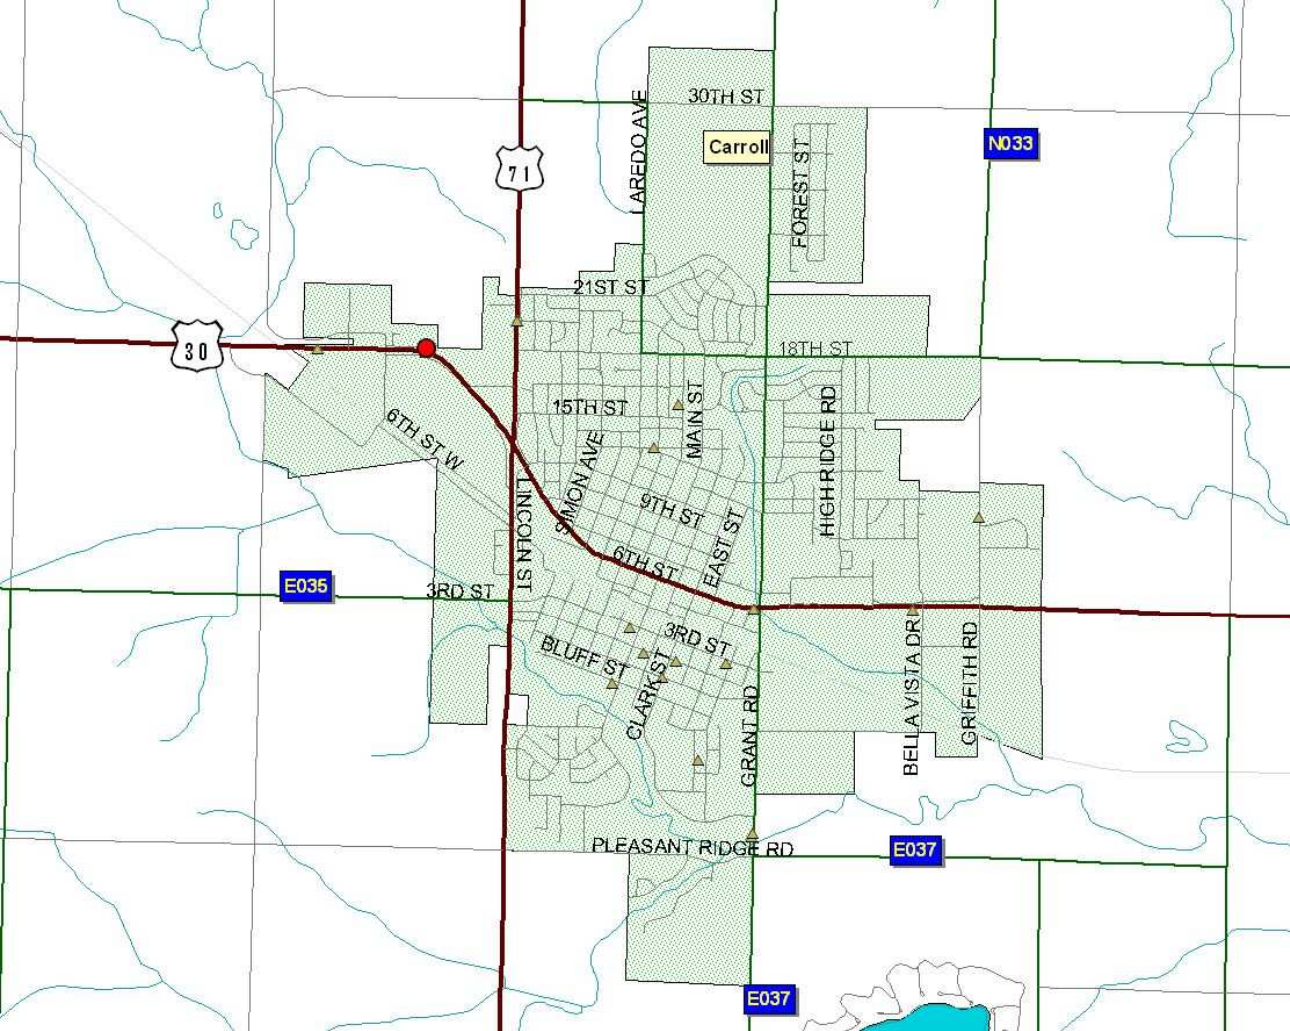 30TH ST
LAREDO AVE
Carroll
N033
71
FOREST ST
21ST ST
30
18TH ST
15TH ST
MAIN ST
HIGH RIDGE RD
6TH ST W
SIMON AVE
9TH ST
LINCOLN ST
EAST ST
6TH ST
E035
3RD ST
3RD ST
BLUFF ST
CLARK ST
BELLA VISTA DR
GRIFFITH RD
GRANT RD
PLEASANT RIDGE RD
E037
E037